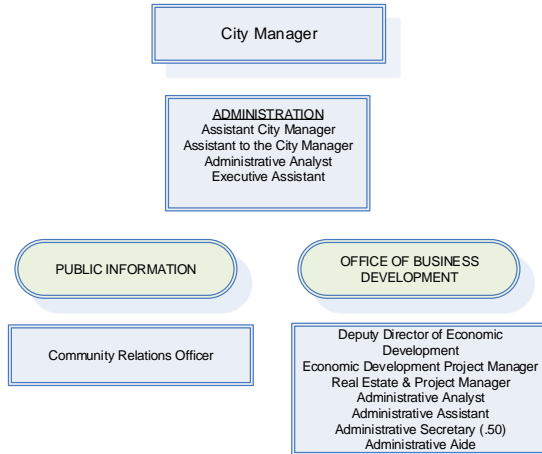 City Manager
ADMINISTRATION
Assistant City Manager
Assistant to the City Manager
Administrative Analyst
Executive Assistant
PUBLIC INFORMATION
OFFICE OF BUSINESS
DEVELOPMENT
Community Relations Officer
Deputy Director of Economic
Development
Economic Development Project Manager
Real Estate & Project Manager
Administrative Analyst
Administrative Assistant
Administrative Secretary (.50)
Administrative Aide